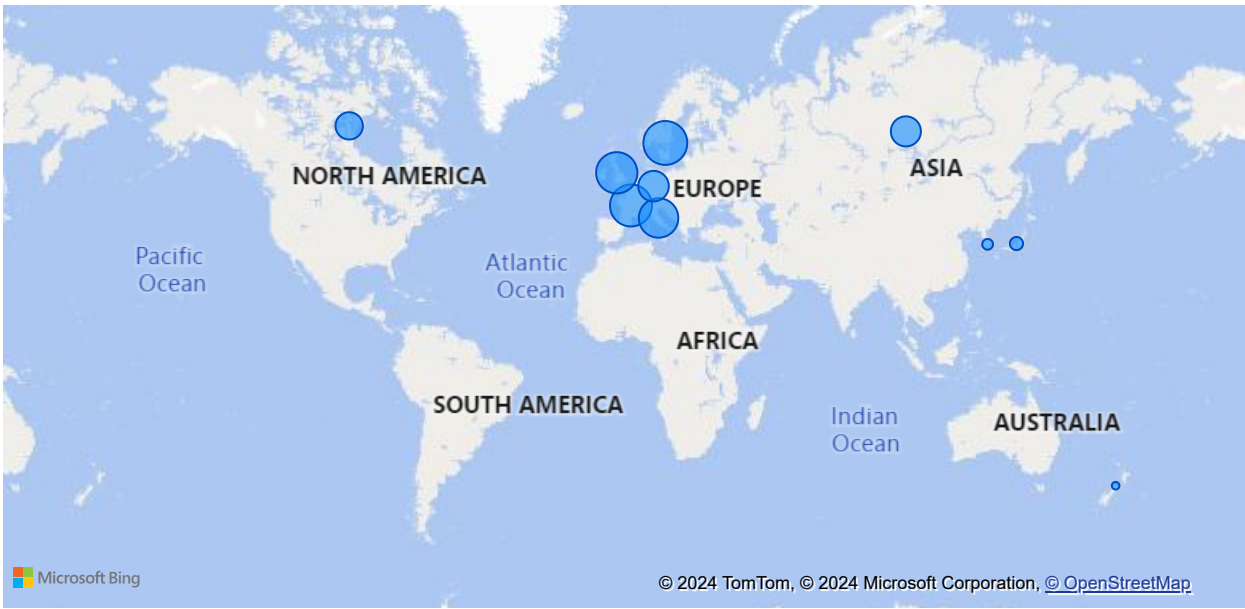 NORTH AMERICA
EUROPE
ASIA
Pacific
Ocean
Atlantic
Ocean
AFRICA
SOUTH AMERICA
Indian
Ocean
AUSTRALIA
Microsoft Bing
© 2024 TomTom, © 2024 Microsoft Corporation, © OpenStreetMap